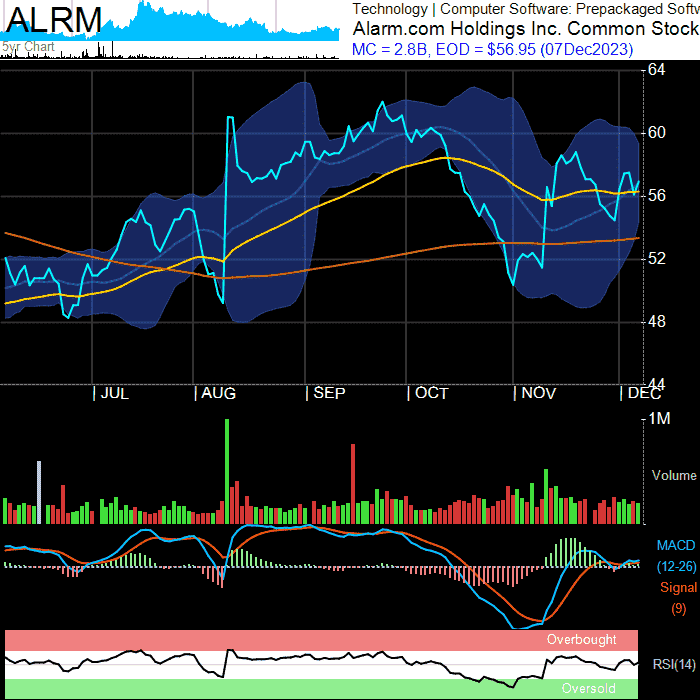 ALRM
5yr Chart
Technology | Computer Software: Prepackaged Softw
Alarm.com Holdings Inc. Common Stock
MC = 2.8B, EOD = $56.95 (07Dec2023)
64
60
56
52
48
44
| JUL | AUG | SEP | OCT | NOV | DEC
1M
Volume
MACD
(12-26)
Signal
(9)
Overbought
RSI(14)
Oversold